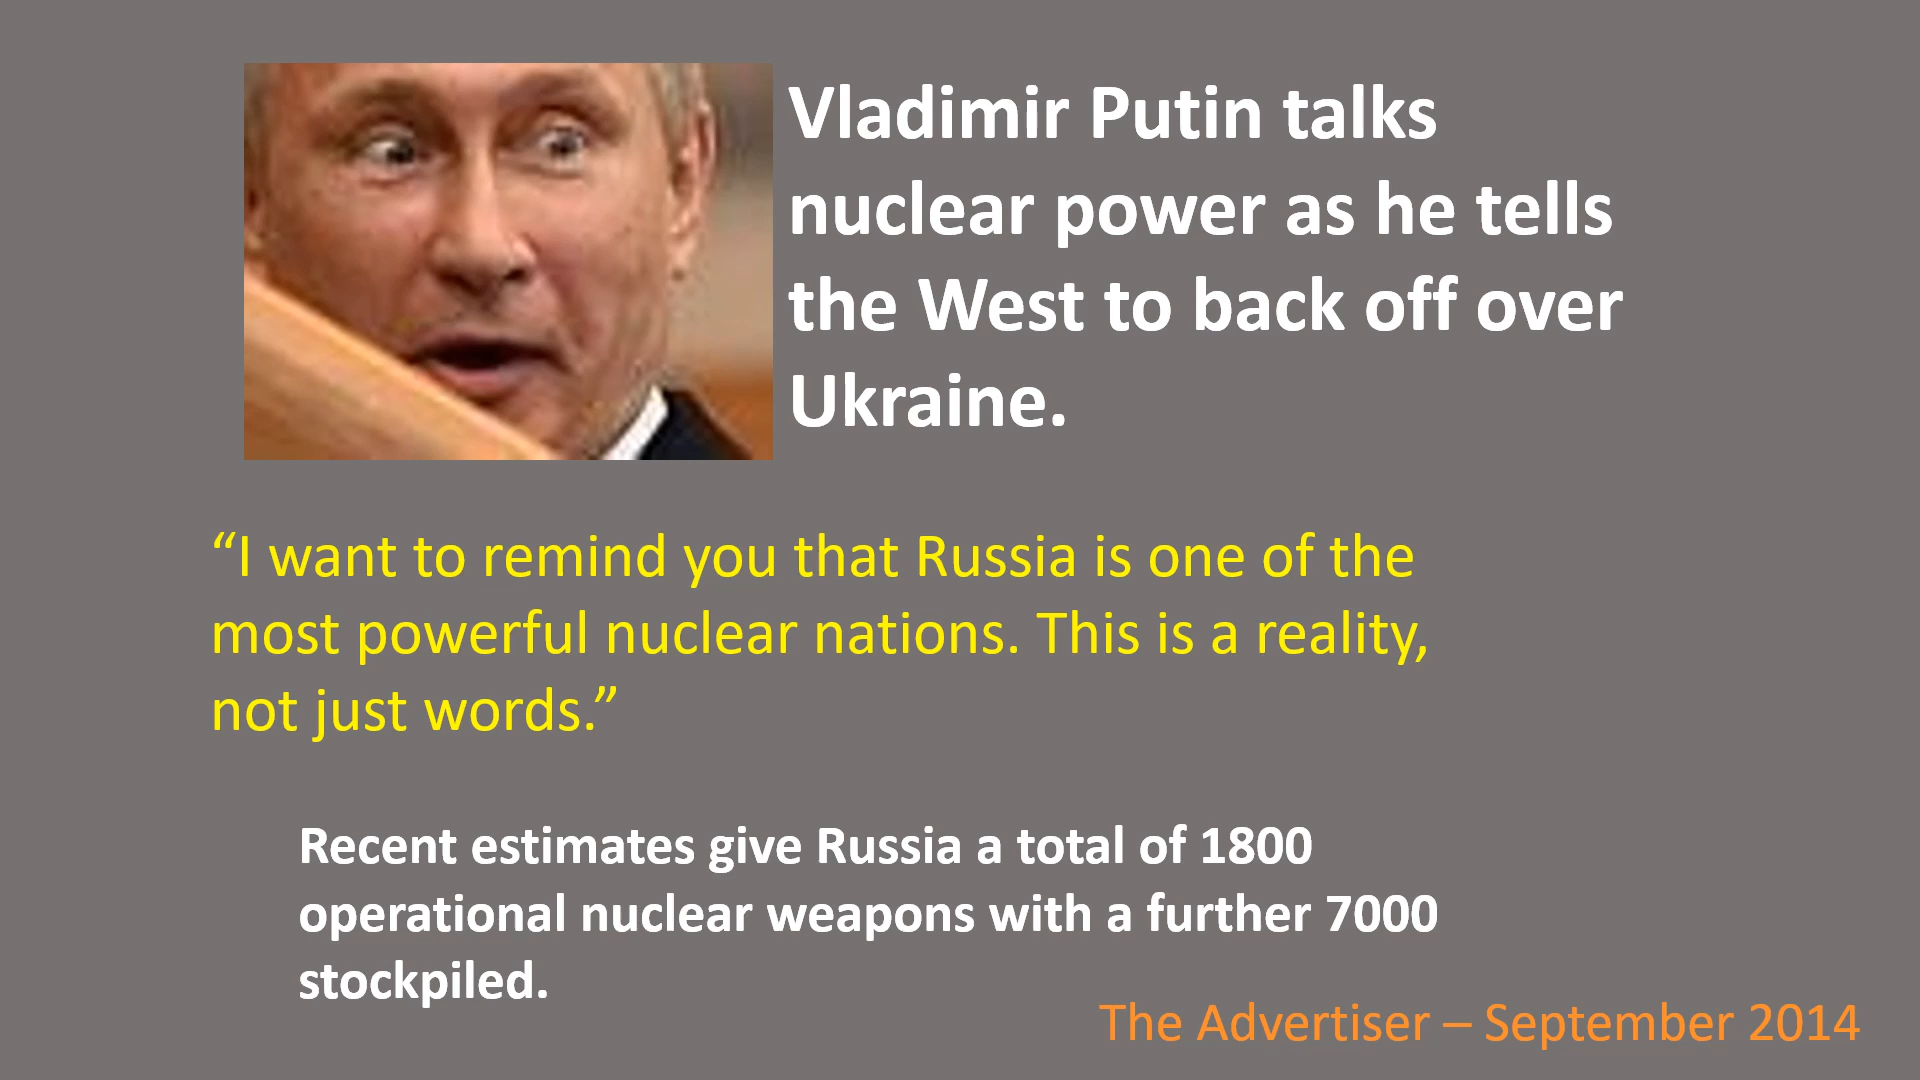 Vladimir Putin talks
nuclear power as he tells
the West to back off over
Ukraine.
“I want to remind you that Russia is one of the
most powerful nuclear nations. This is a reality,
not just words.”
Recent estimates give Russia a total of 1800
operational nuclear weapons with a further 7000
stockpiled.
The Advertiser – September 2014